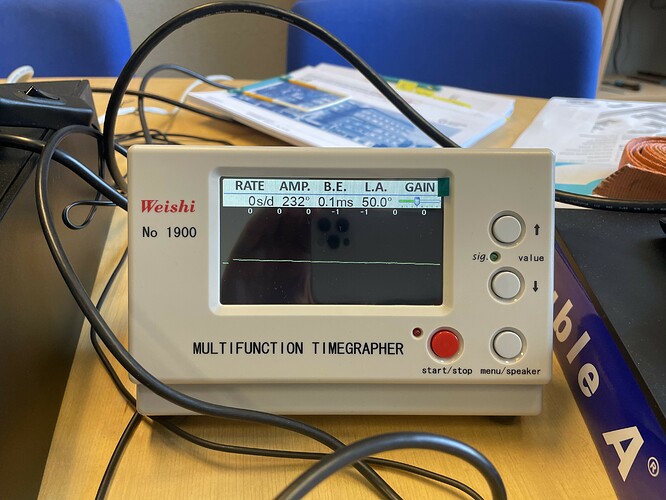 RATE AMP. B.E. L.A. GAIN
0s/d 232° 0.1ms 50.0°
0 0 0 -1 -1 0 0
Weishi
No 1900
sig.
value
MULTIFUNCTION TIMEGRAPHER
start/stop menu/speaker
ble A®